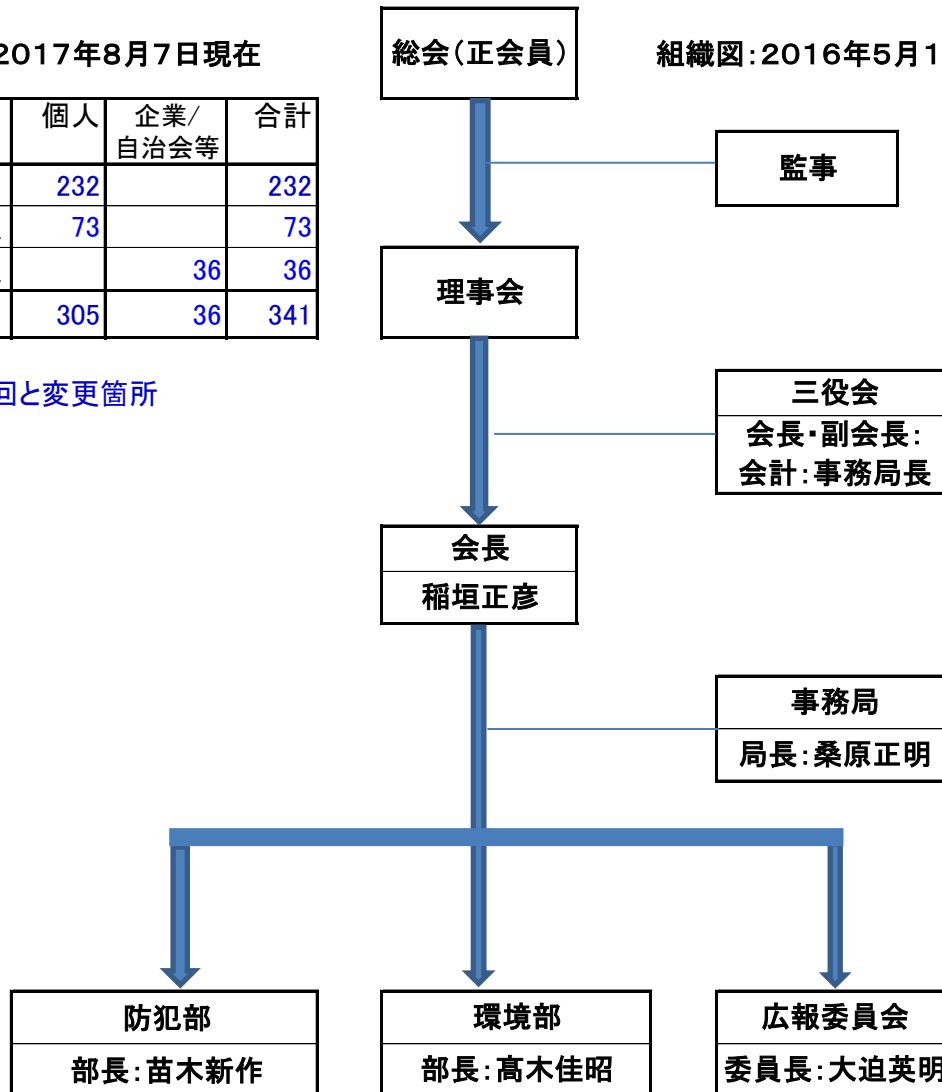 2017年8月7日現在
総会(正会員)
組織図:2016年5月1
個人 企業/ 合計
自治会等
232 232
73 73
36 36
305 36 341
監事
理事会
回と変更箇所
三役会
会長・副会長:
会計:事務局長
会長
稲垣正彦
事務局
局長:桑原正明
防犯部 環境部 広報委員会
部長:苗木新作 部長:髙木佳昭 委員長:大迫英明